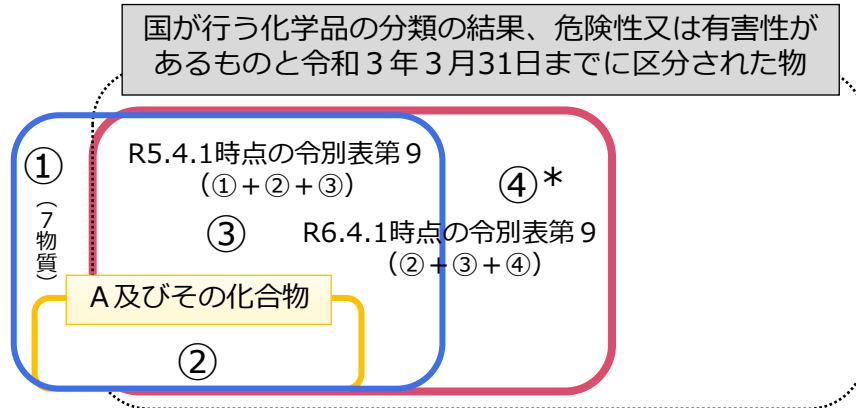 国が行う化学品の分類の結果、危険性又は有害性が
あるものと令和３年３月31日までに区分された物
①
（７物質）
R5.4.1時点の令別表第９
（①＋②＋③）
③
④*
R6.4.1時点の令別表第９
（②＋③＋④）
Ａ及びその化合物
②